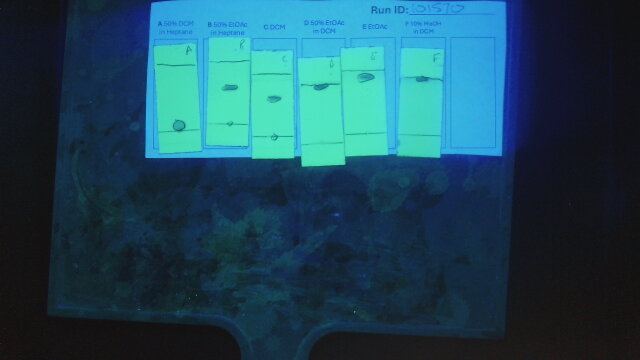 Run ID: 101570
A 50% DCM in Heptane
B 50% EtOAc in Heptane
C DCM
D 50% EtOAc in DCM
E EtOAc
F 10% MeOH in DCM
A
B
C
D
E
F